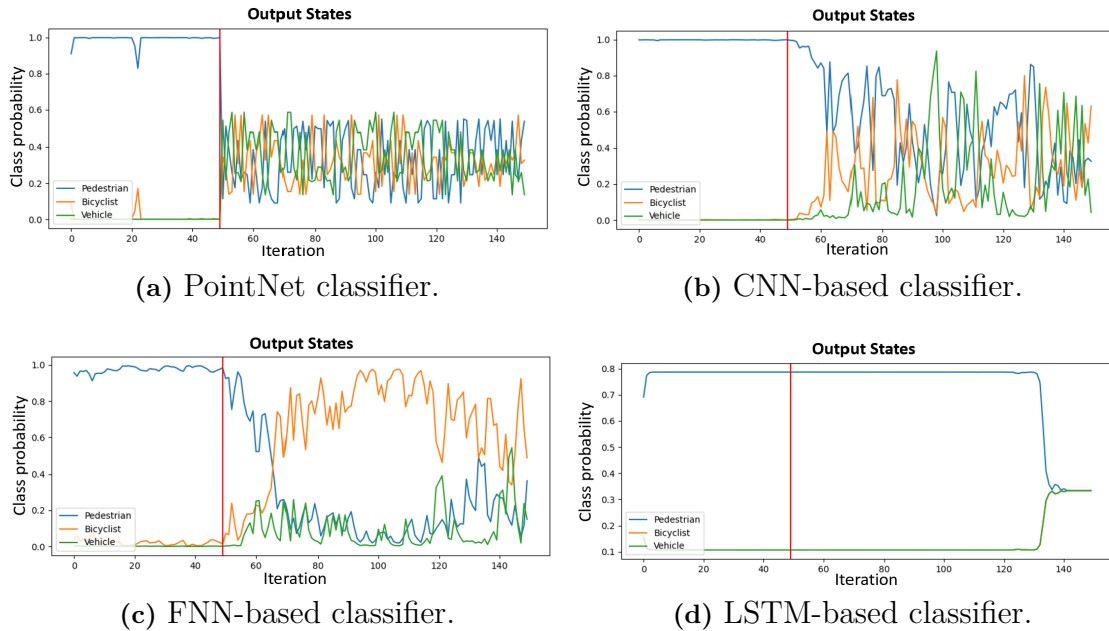 Output States
Class probability
1.0
0.8
0.6
0.4
0.2
0.0
Pedestrian
Bicyclist
Vehicle
0 20 40 60 80 100 120 140
Iteration
(a) PointNet classifier.
Output States
Class probability
1.0
0.8
0.6
0.4
0.2
0.0
Pedestrian
Bicyclist
Vehicle
0 20 40 60 80 100 120 140
Iteration
(b) CNN-based classifier.
Output States
Class probability
1.0
0.8
0.6
0.4
0.2
0.0
Pedestrian
Bicyclist
Vehicle
0 20 40 60 80 100 120 140
Iteration
(c) FNN-based classifier.
Output States
Class probability
0.8
0.7
0.6
0.5
0.4
0.3
0.2
0.1
Pedestrian
Bicyclist
Vehicle
0 20 40 60 80 100 120 140
Iteration
(d) LSTM-based classifier.